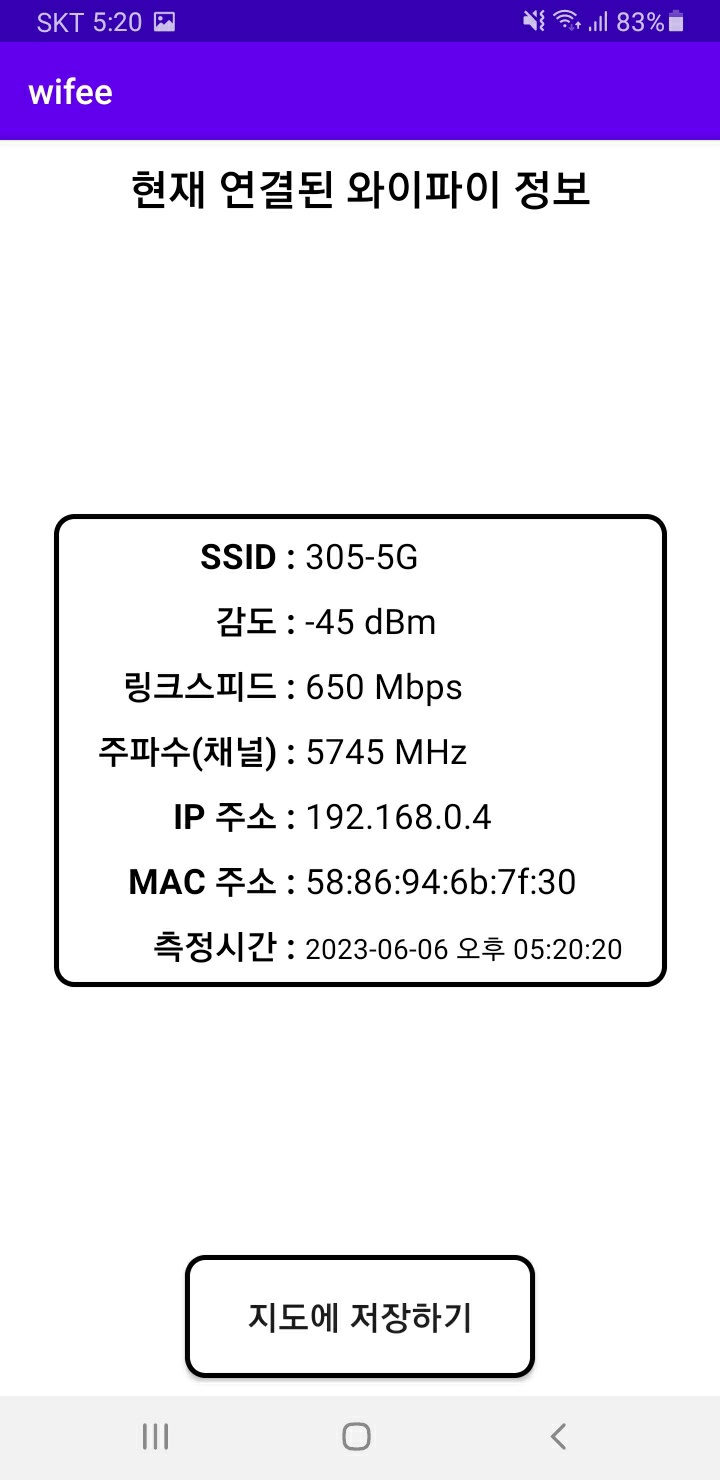 SKT 5:20 83%
wifee
현재 연결된 와이파이 정보
SSID : 305-5G
감도 : -45 dBm
링크스피드 : 650 Mbps
주파수(채널) : 5745 MHz
IP 주소 : 192.168.0.4
MAC 주소 : 58:86:94:6b:7f:30
측정시간 : 2023-06-06 오후 05:20:20
지도에 저장하기